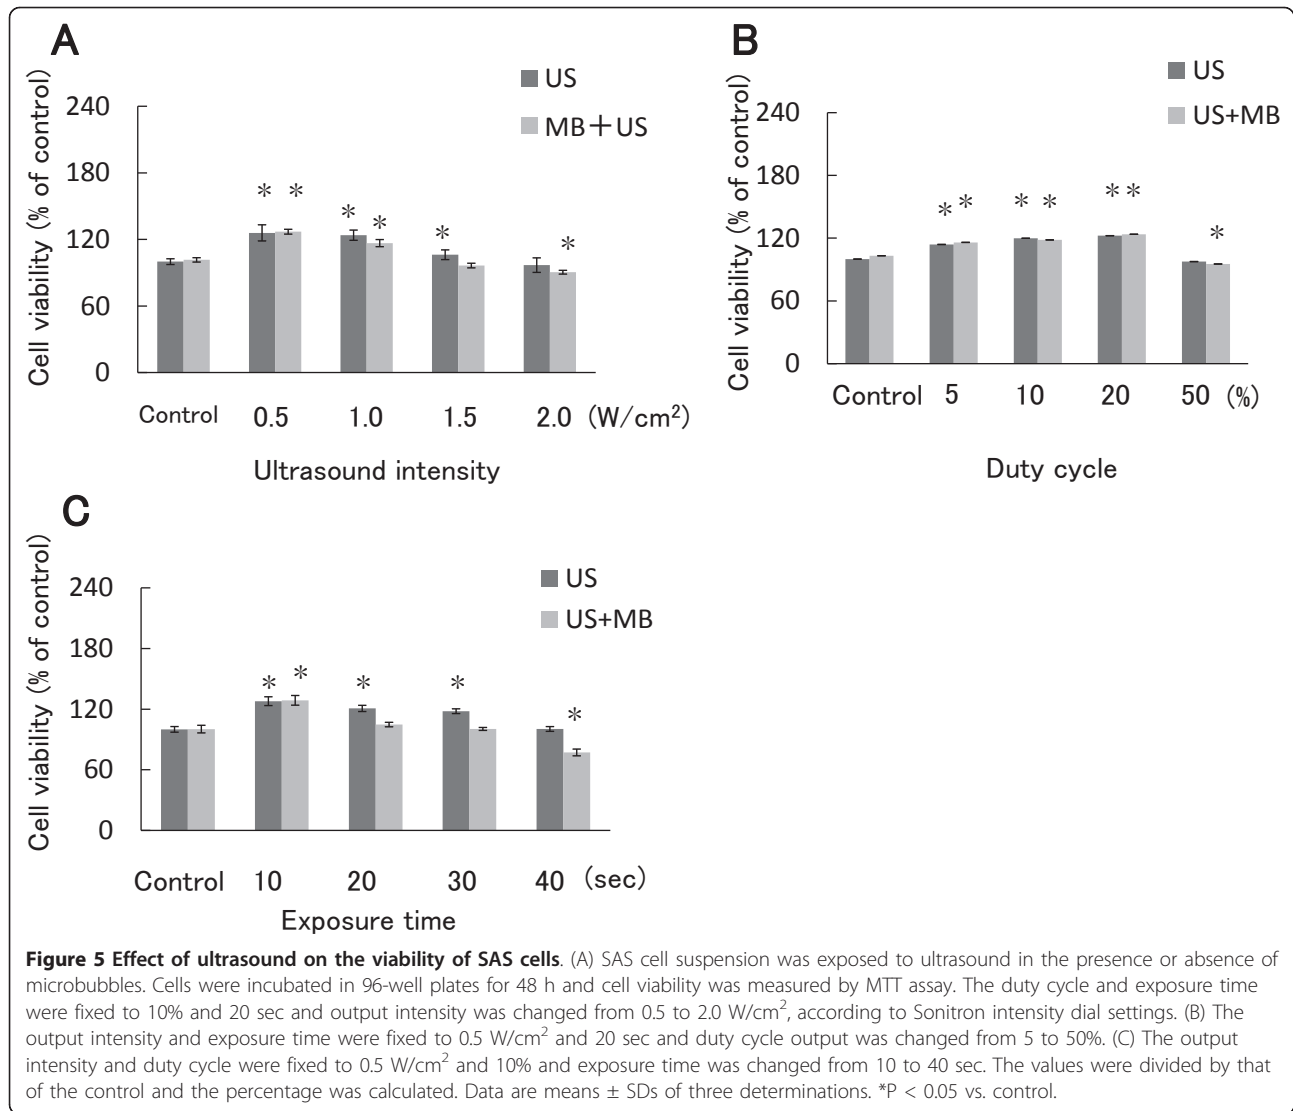 A
US
MB＋US
Cell viability (% of control)
240
180
120
60
0
* * * * * *
Control 0.5 1.0 1.5 2.0 (W/cm²)
Ultrasound intensity
B
US
US+MB
Cell viability (% of control)
240
180
120
60
0
* * * * * * *
Control 5 10 20 50 (%)
Duty cycle
C
US
US+MB
Cell viability (% of control)
240
180
120
60
0
* * * * *
Control 10 20 30 40 (sec)
Exposure time
Figure 5 Effect of ultrasound on the viability of SAS cells. (A) SAS cell suspension was exposed to ultrasound in the presence or absence of
microbubbles. Cells were incubated in 96-well plates for 48 h and cell viability was measured by MTT assay. The duty cycle and exposure time
were fixed to 10% and 20 sec and output intensity was changed from 0.5 to 2.0 W/cm², according to Sonitron intensity dial settings. (B) The
output intensity and exposure time were fixed to 0.5 W/cm² and 20 sec and duty cycle output was changed from 5 to 50%. (C) The output
intensity and duty cycle were fixed to 0.5 W/cm² and 10% and exposure time was changed from 10 to 40 sec. The values were divided by that
of the control and the percentage was calculated. Data are means ± SDs of three determinations. *P < 0.05 vs. control.